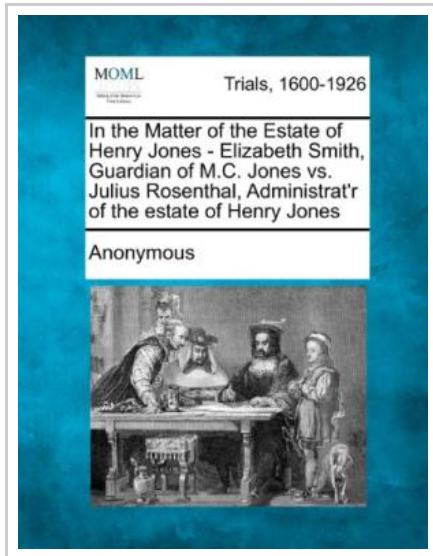 MOML
Trials, 1600-1926
In the Matter of the Estate of
Henry Jones - Elizabeth Smith,
Guardian of M.C. Jones vs.
Julius Rosenthal, Administrat'r
of the estate of Henry Jones
Anonymous